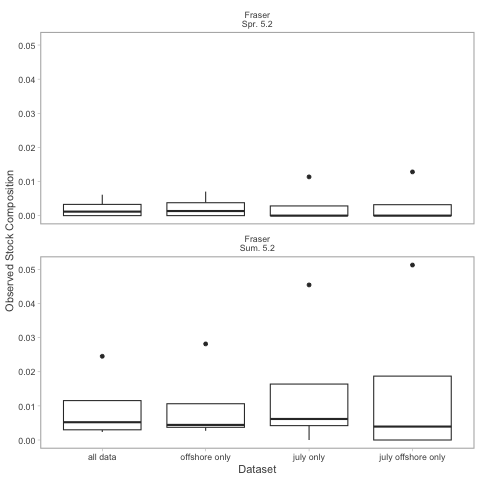 Fraser
Spr. 5.2
0.05
0.04
0.03
0.02
0.01
0.00
Fraser
Sum. 5.2
0.05
0.04
0.03
0.02
0.01
0.00
Observed Stock Composition
all data offshore only july only july offshore only
Dataset